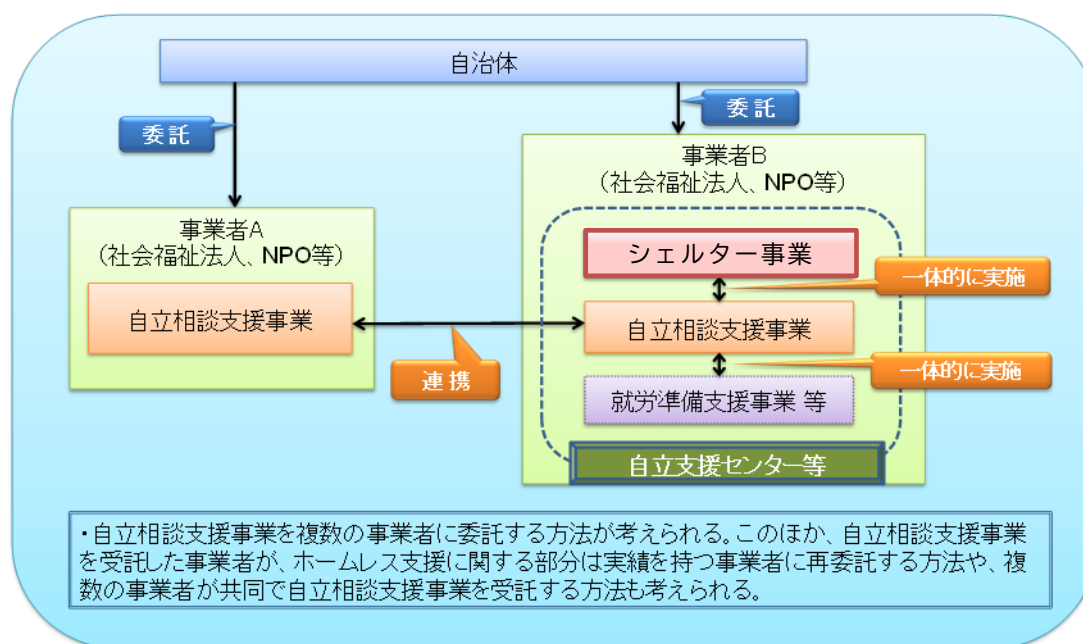 自治体
委託
委託
事業者B
（社会福祉法人、NPO等）
事業者A
（社会福祉法人、NPO等）
シェルター事業
一体的に実施
自立相談支援事業
自立相談支援事業
一体的に実施
連携
就労準備支援事業 等
自立支援センター等
・自立相談支援事業を複数の事業者に委託する方法が考えられる。このほか、自立相談支援事業
を受託した事業者が、ホームレス支援に関する部分は実績を持つ事業者に再委託する方法や、複
数の事業者が共同で自立相談支援事業を受託する方法も考えられる。